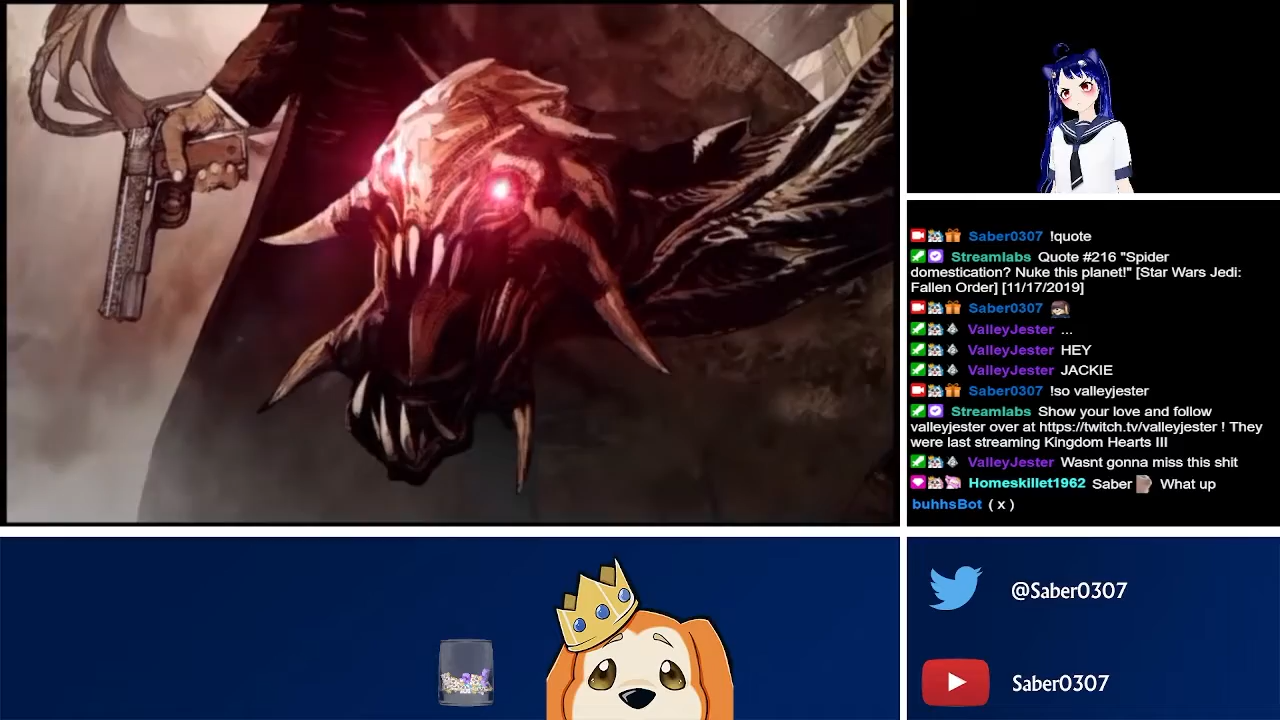 Saber0307 !quote
Streamlabs Quote #216 "Spider
domestication? Nuke this planet!" [Star Wars Jedi:
Fallen Order] [11/17/2019]
Saber0307
ValleyJester ...
ValleyJester HEY
ValleyJester JACKIE
Saber0307 !so valleyjester
Streamlabs Show your love and follow
valleyjester over at https://twitch.tv/valleyjester ! They
were last streaming Kingdom Hearts III
ValleyJester Wasnt gonna miss this shit
Homeskillet1962 Saber What up
buhhsBot ( x )
@Saber0307
Saber0307